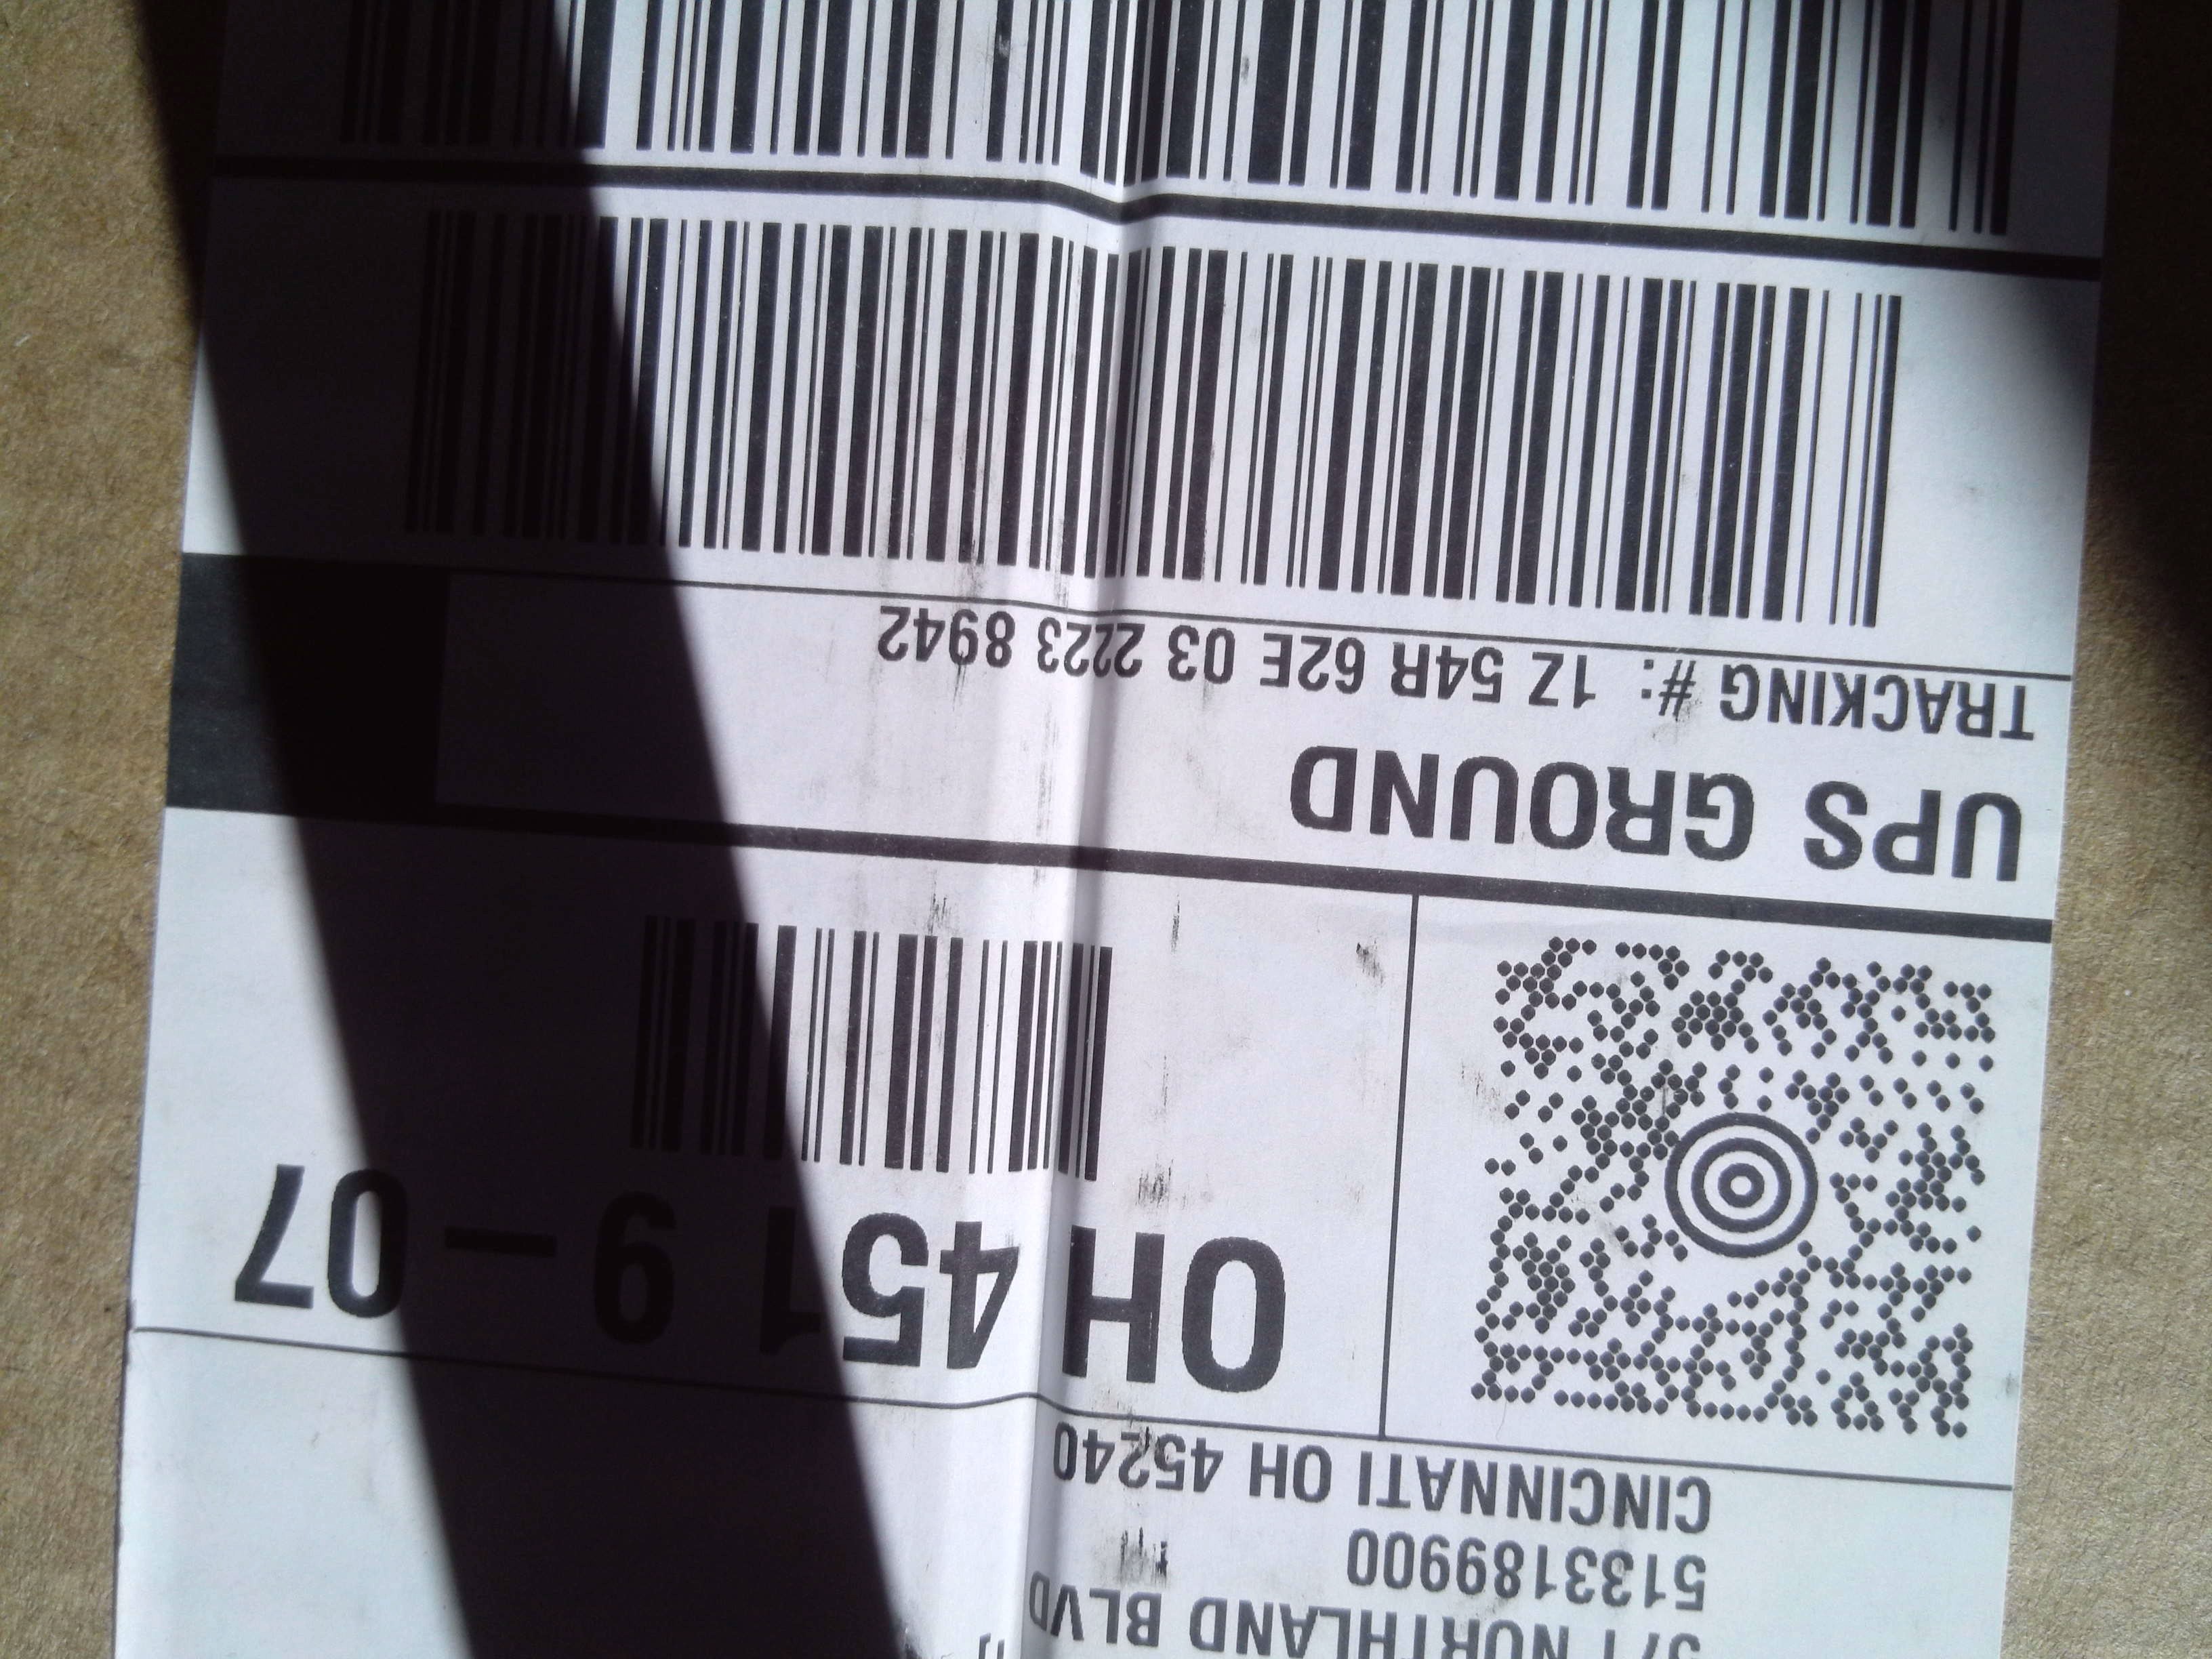 NORTHLAND BLVD
5133189900
CINCINNATI OH 45240
OH 451 9-07
UPS GROUND
TRACKING #: 1Z 54R 62E 03 2223 8942